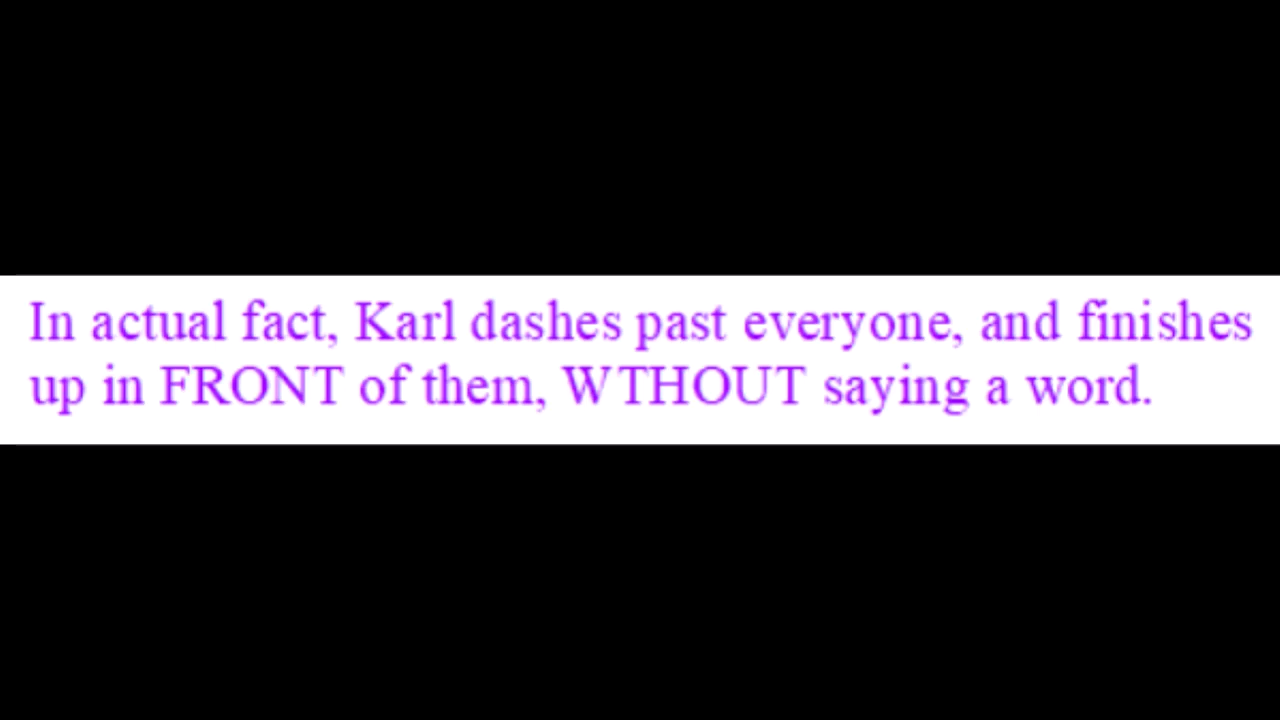 In actual fact, Karl dashes past everyone, and finishes
up in FRONT of them, WTHOUT saying a word.